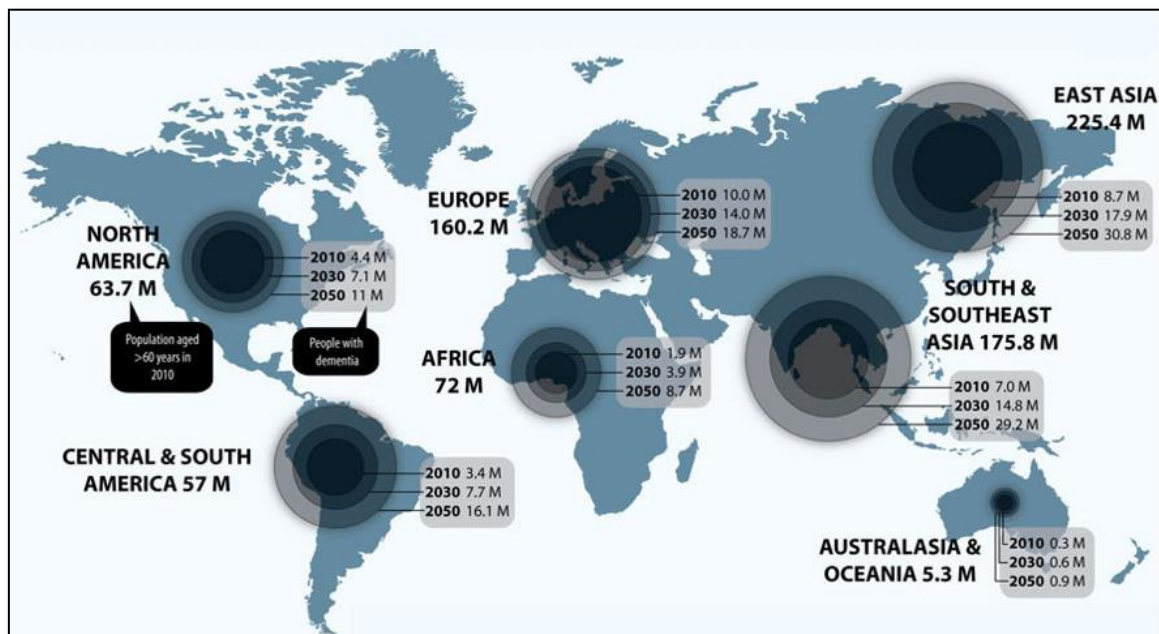 NORTH
AMERICA
63.7 M
2010 4.4 M
2030 7.1 M
2050 11 M
Population aged
>60 years in
2010
People with
dementia
EUROPE
160.2 M
2010 10.0 M
2030 14.0 M
2050 18.7 M
EAST ASIA
225.4 M
2010 8.7 M
2030 17.9 M
2050 30.8 M
AFRICA
72 M
2010 1.9 M
2030 3.9 M
2050 8.7 M
SOUTH &
SOUTHEAST
ASIA 175.8 M
2010 7.0 M
2030 14.8 M
2050 29.2 M
CENTRAL & SOUTH
AMERICA 57 M
2010 3.4 M
2030 7.7 M
2050 16.1 M
AUSTRALASIA &
OCEANIA 5.3 M
2010 0.3 M
2030 0.6 M
2050 0.9 M